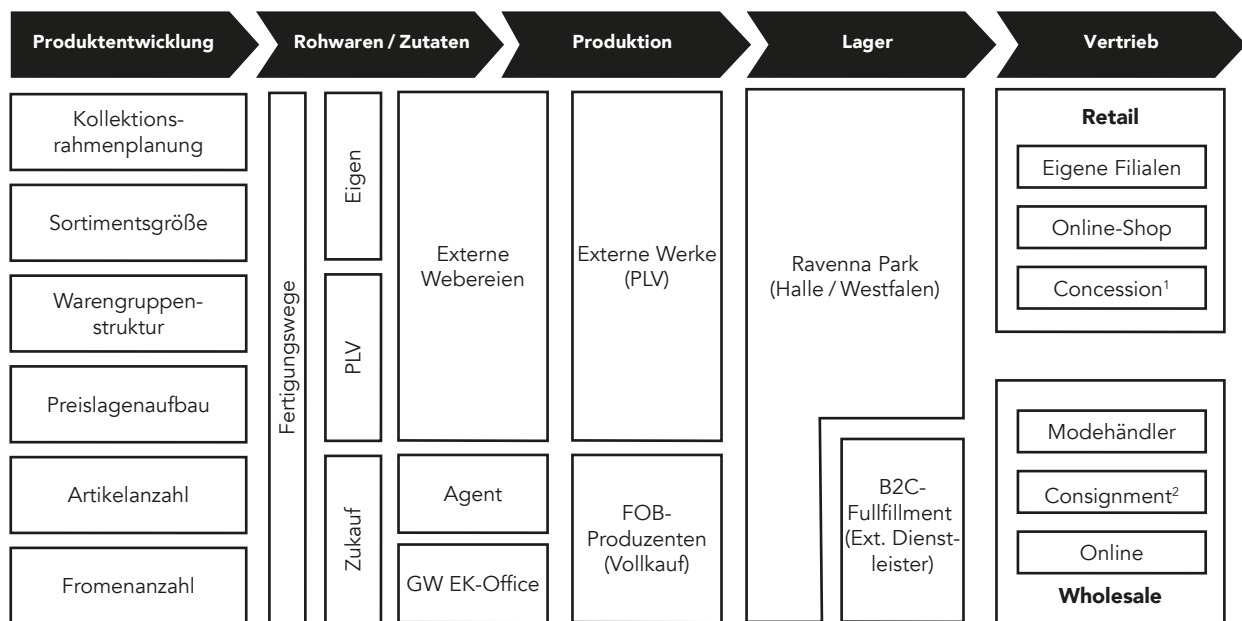 Produktentwicklung
Rohwaren / Zutaten
Produktion
Lager
Vertrieb
Kollektions-
rahmenplanung
Sortimentsgröße
Warengruppen-
struktur
Preislagenaufbau
Artikelanzahl
Fromenanzahl
Fertigungswege
Eigen
PLV
Zukauf
Externe
Webereien
Agent
GW EK-Office
Externe Werke
(PLV)
FOB-
Produzenten
(Vollkauf)
Ravenna Park
(Halle / Westfalen)
B2C-
Fullfillment
(Ext. Dienst-
leister)
Retail
Eigene Filialen
Online-Shop
Concession¹
Modehändler
Consignment²
Online
Wholesale